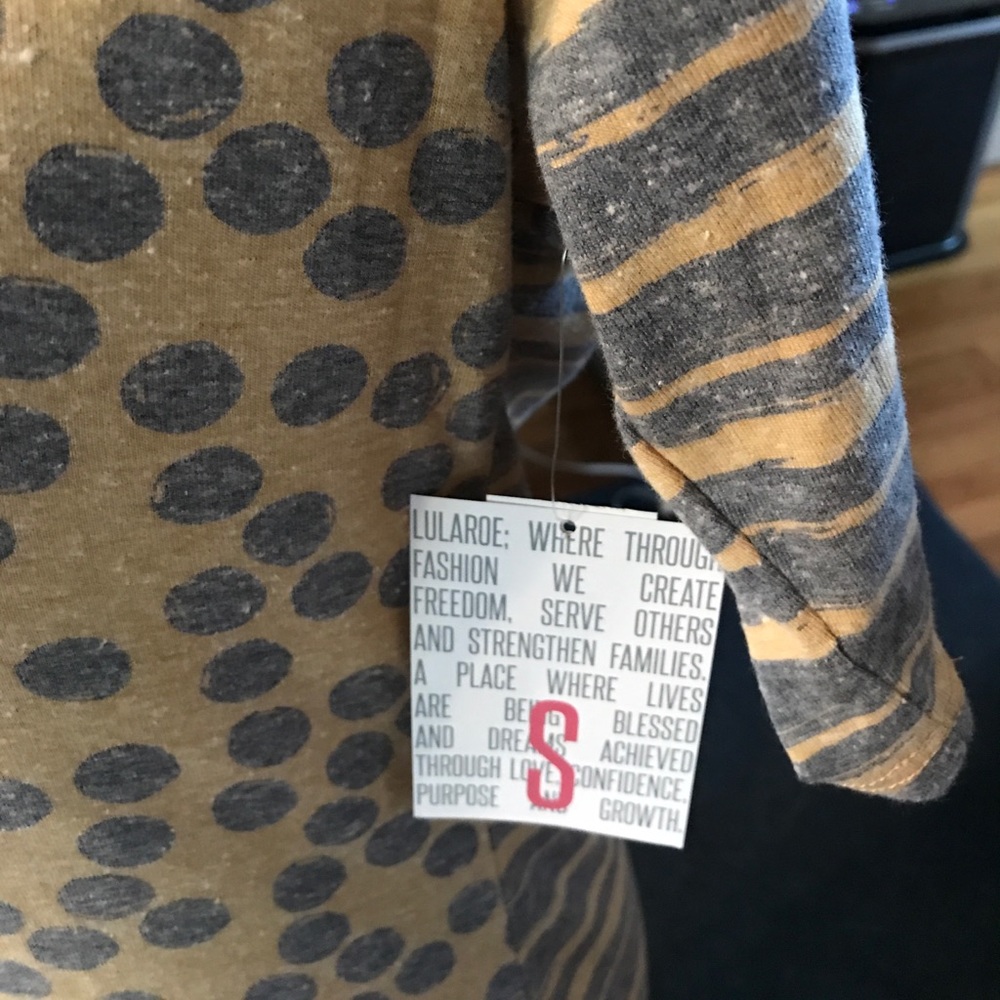 LULAROE; WHERE THROUGH
FASHION WE CREATE
FREEDOM, SERVE OTHERS
AND STRENGTHEN FAMILIES.
A PLACE WHERE LIVES
ARE BEING BLESSED
AND DREAMS ACHIEVED
THROUGH LOVE, CONFIDENCE,
PURPOSE AND GROWTH.
S